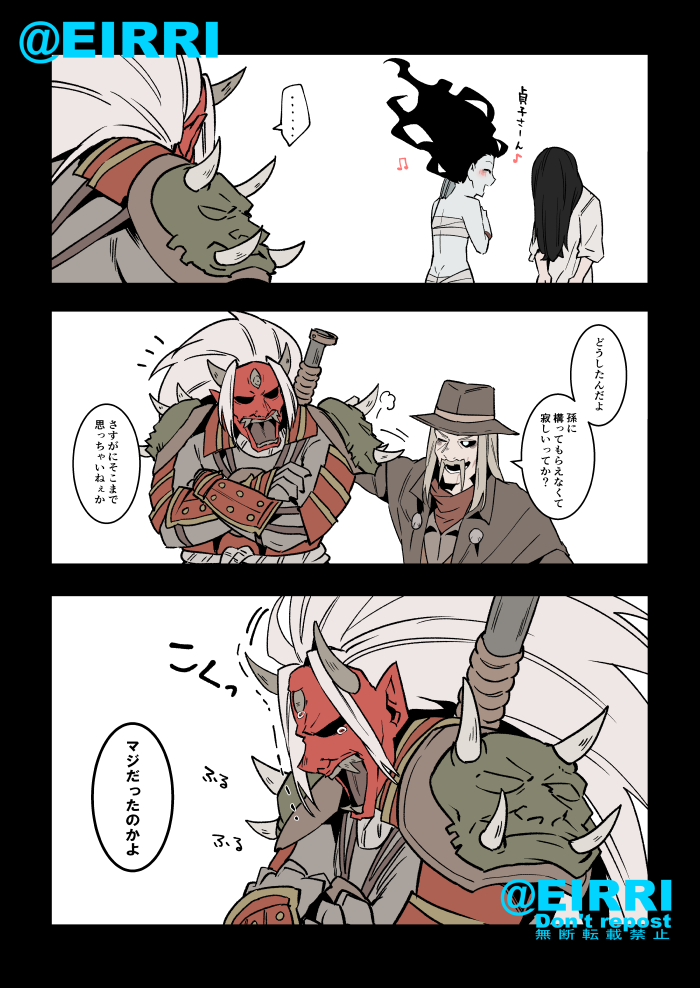 @EIRRI
貞子さーん
・・・・・
どうしたんだよ
孫に
構ってもらえなくて
寂しいってか？
さすがにそこまで
思っちゃいねぇか
こくっ
マジだったのかよ
ふる
ふる
@EIRRI
Don't repost
無断転載禁止